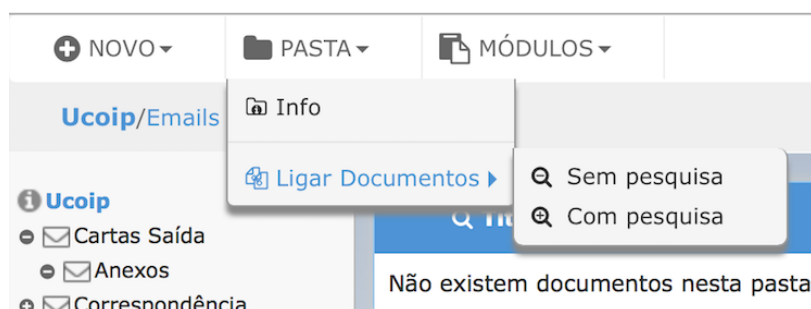 NOVO
PASTA
MÓDULOS
Ucoip/Emails
Info
Ligar Documentos
Sem pesquisa
Com pesquisa
Ucoip
Cartas Saída
Anexos
Correspondência
Não existem documentos nesta pasta